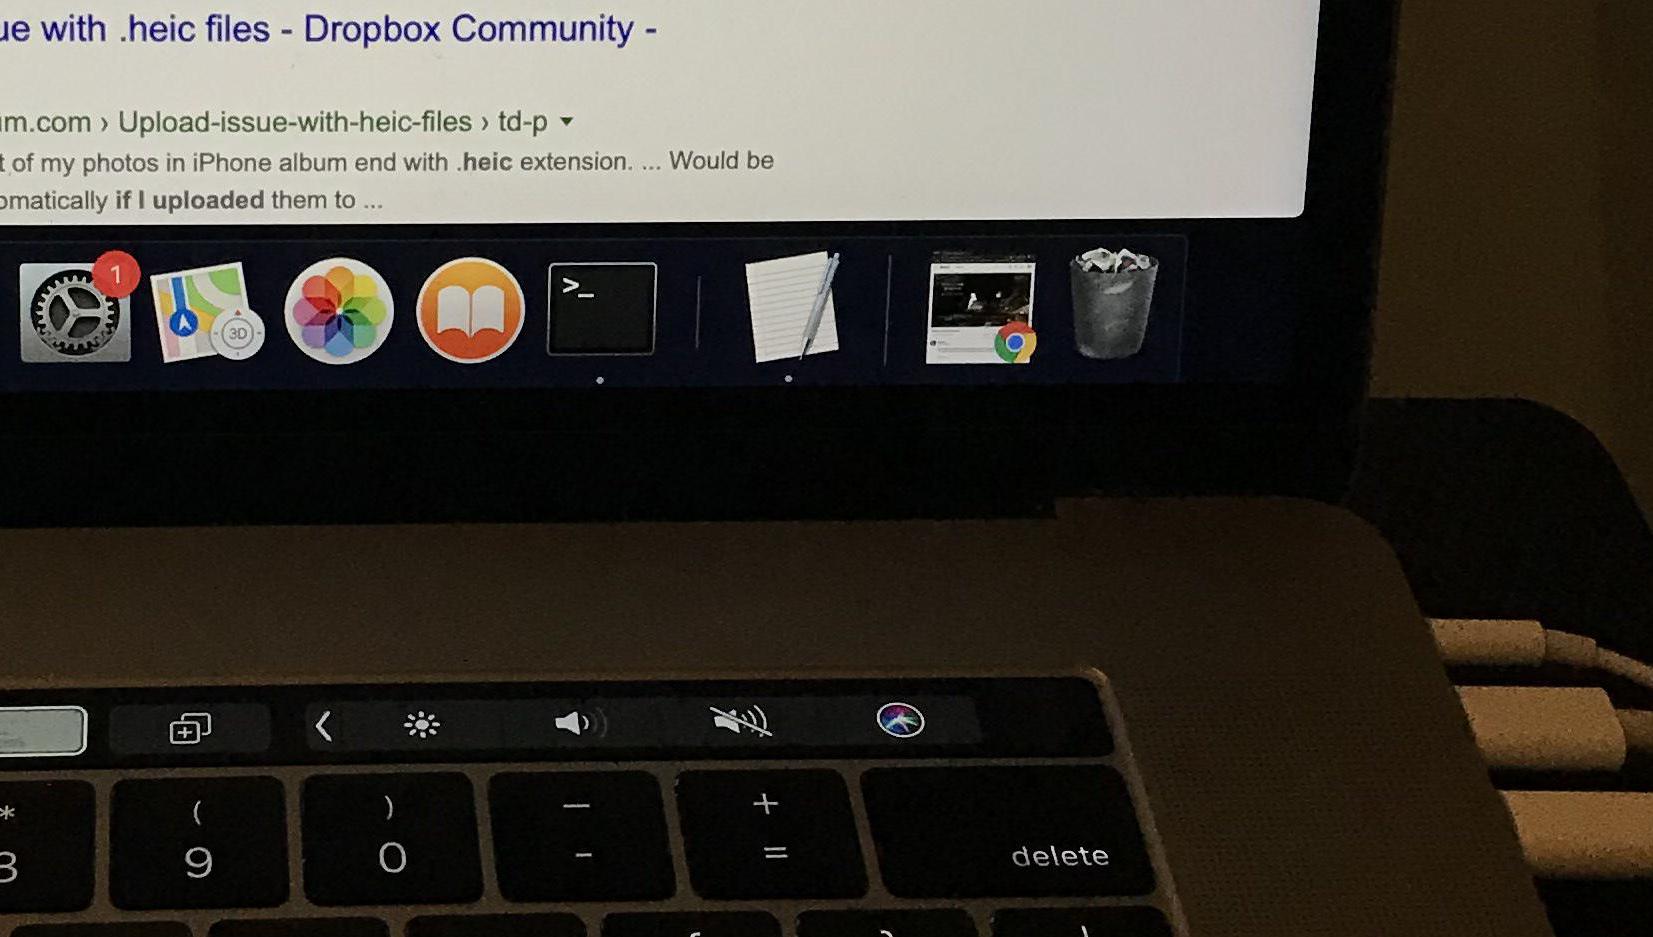 ue with .heic files - Dropbox Community -
um.com › Upload-issue-with-heic-files › td-p
t of my photos in iPhone album end with .heic extension. ... Would be
omatically if I uploaded them to ...
1
3D
>_
* ( ) — +
8 9 0 - = delete